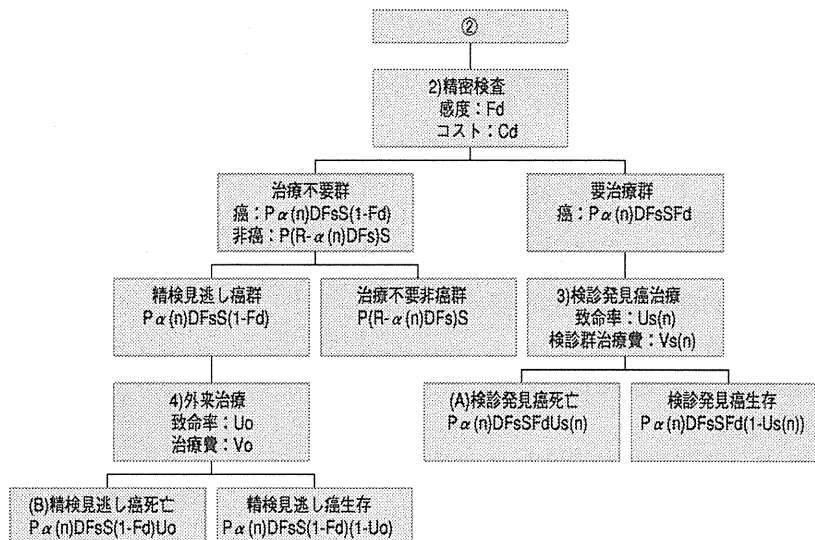 ②
2)精密検査
感度：Fd
コスト：Cd
治療不要群
癌：Pα(n)DFsS(1-Fd)
非癌：P(R-α(n)DFs)S
要治療群
癌：Pα(n)DFsSFd
精検見逃し癌群
Pα(n)DFsS(1-Fd)
治療不要非癌群
P(R-α(n)DFs)S
3)検診発見癌治療
致命率：Us(n)
検診群治療費：Vs(n)
4)外来治療
致命率：Uo
治療費：Vo
(A)検診発見癌死亡
Pα(n)DFsSFdUs(n)
検診発見癌生存
Pα(n)DFsSFd(1-Us(n))
(B)精検見逃し癌死亡
Pα(n)DFsS(1-Fd)Uo
精検見逃し癌生存
Pα(n)DFsS(1-Fd)(1-Uo)